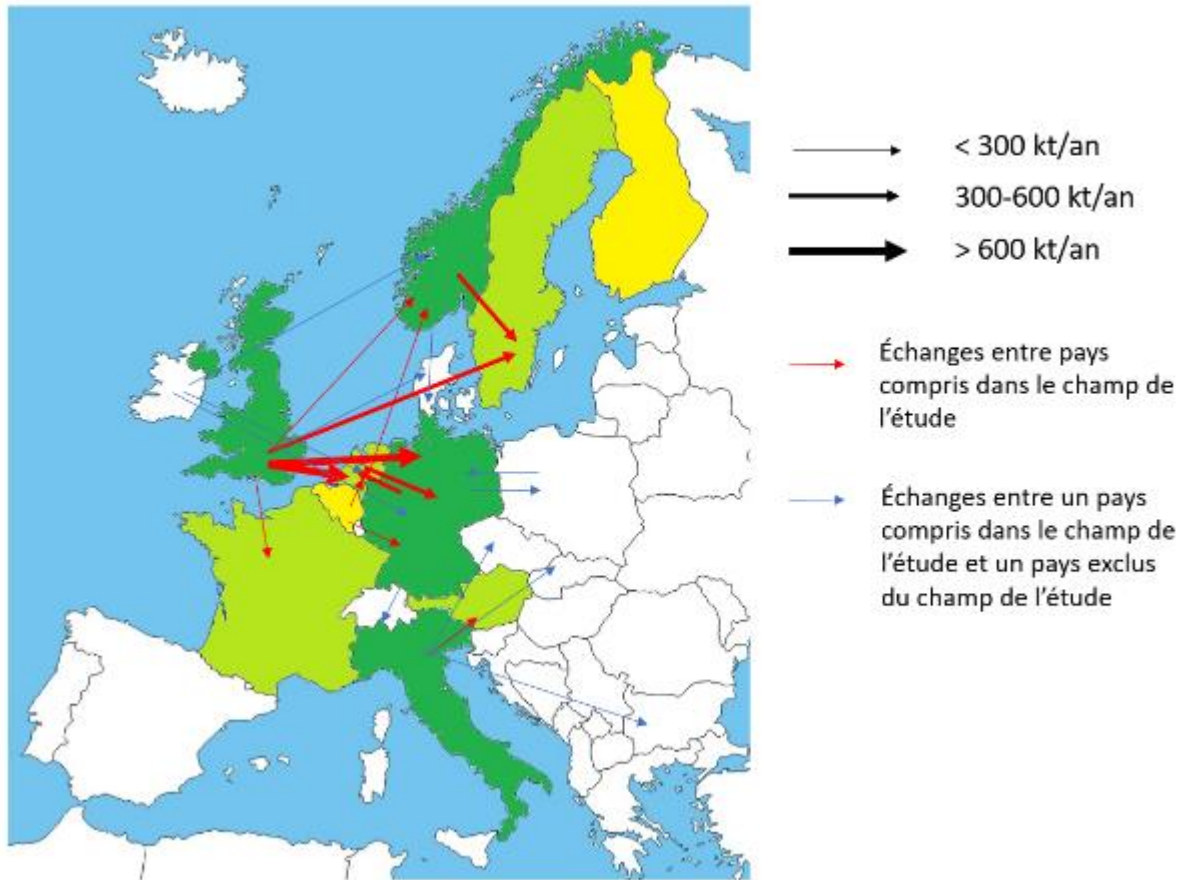 < 300 kt/an
300-600 kt/an
> 600 kt/an
Échanges entre pays
compris dans le champ de
l'étude
Échanges entre un pays
compris dans le champ de
l'étude et un pays exclus
du champ de l'étude